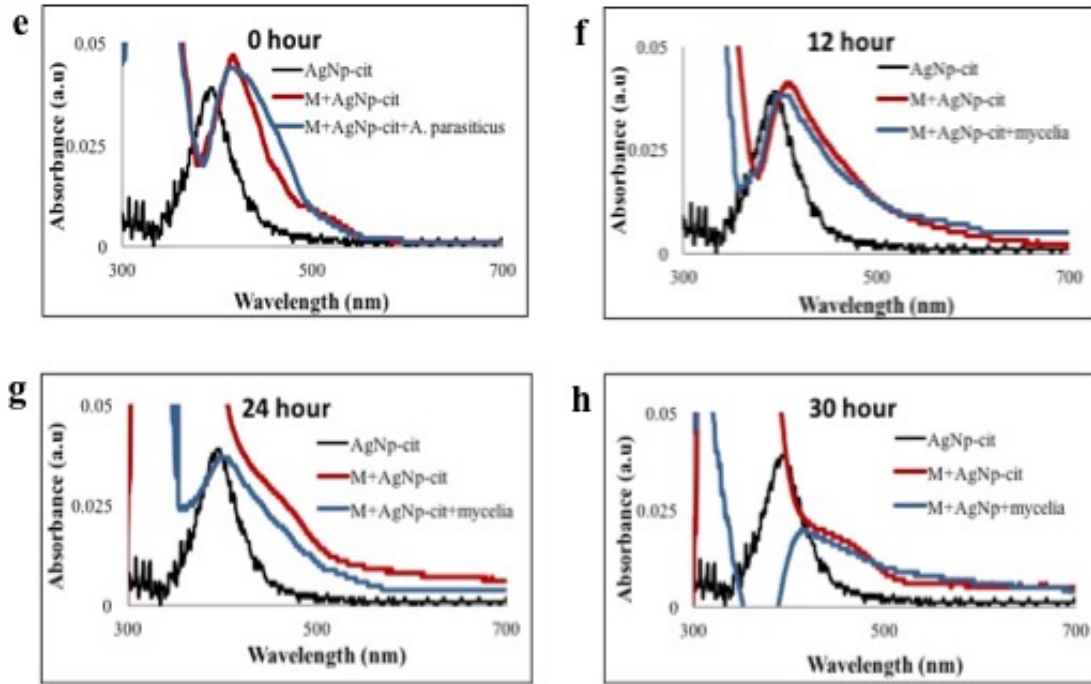 e
0 hour
Absorbance (a.u)
0.05
0.025
0
AgNp-cit
M+AgNp-cit
M+AgNp-cit+A. parasiticus
300
500
700
Wavelength (nm)
f
12 hour
Absorbance (a.u)
0.05
0.025
0
AgNp-cit
M+AgNp-cit
M+AgNp-cit+mycelia
300
500
700
Wavelength (nm)
g
24 hour
Absorbance (a.u)
0.05
0.025
0
AgNp-cit
M+AgNp-cit
M+AgNp-cit+mycelia
300
500
700
Wavelength (nm)
h
30 hour
Absorbance (a.u)
0.05
0.025
0
AgNp-cit
M+AgNp-cit
M+AgNp+mycelia
300
500
700
Wavelength (nm)